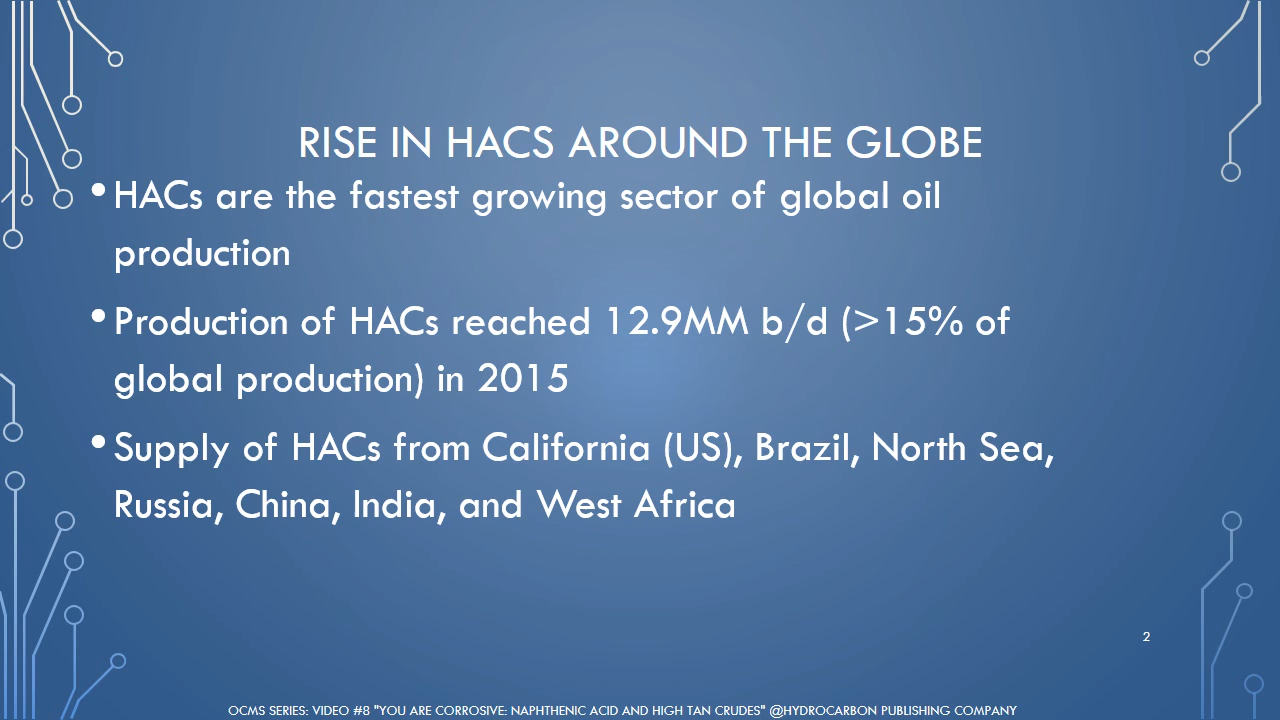 RISE IN HACS AROUND THE GLOBE
• HACs are the fastest growing sector of global oil
production
• Production of HACs reached 12.9MM b/d (>15% of
global production) in 2015
• Supply of HACs from California (US), Brazil, North Sea,
Russia, China, India, and West Africa
2
OCMS SERIES: VIDEO #8 "YOU ARE CORROSIVE: NAPHTHENIC ACID AND HIGH TAN CRUDES" @HYDROCARBON PUBLISHING COMPANY